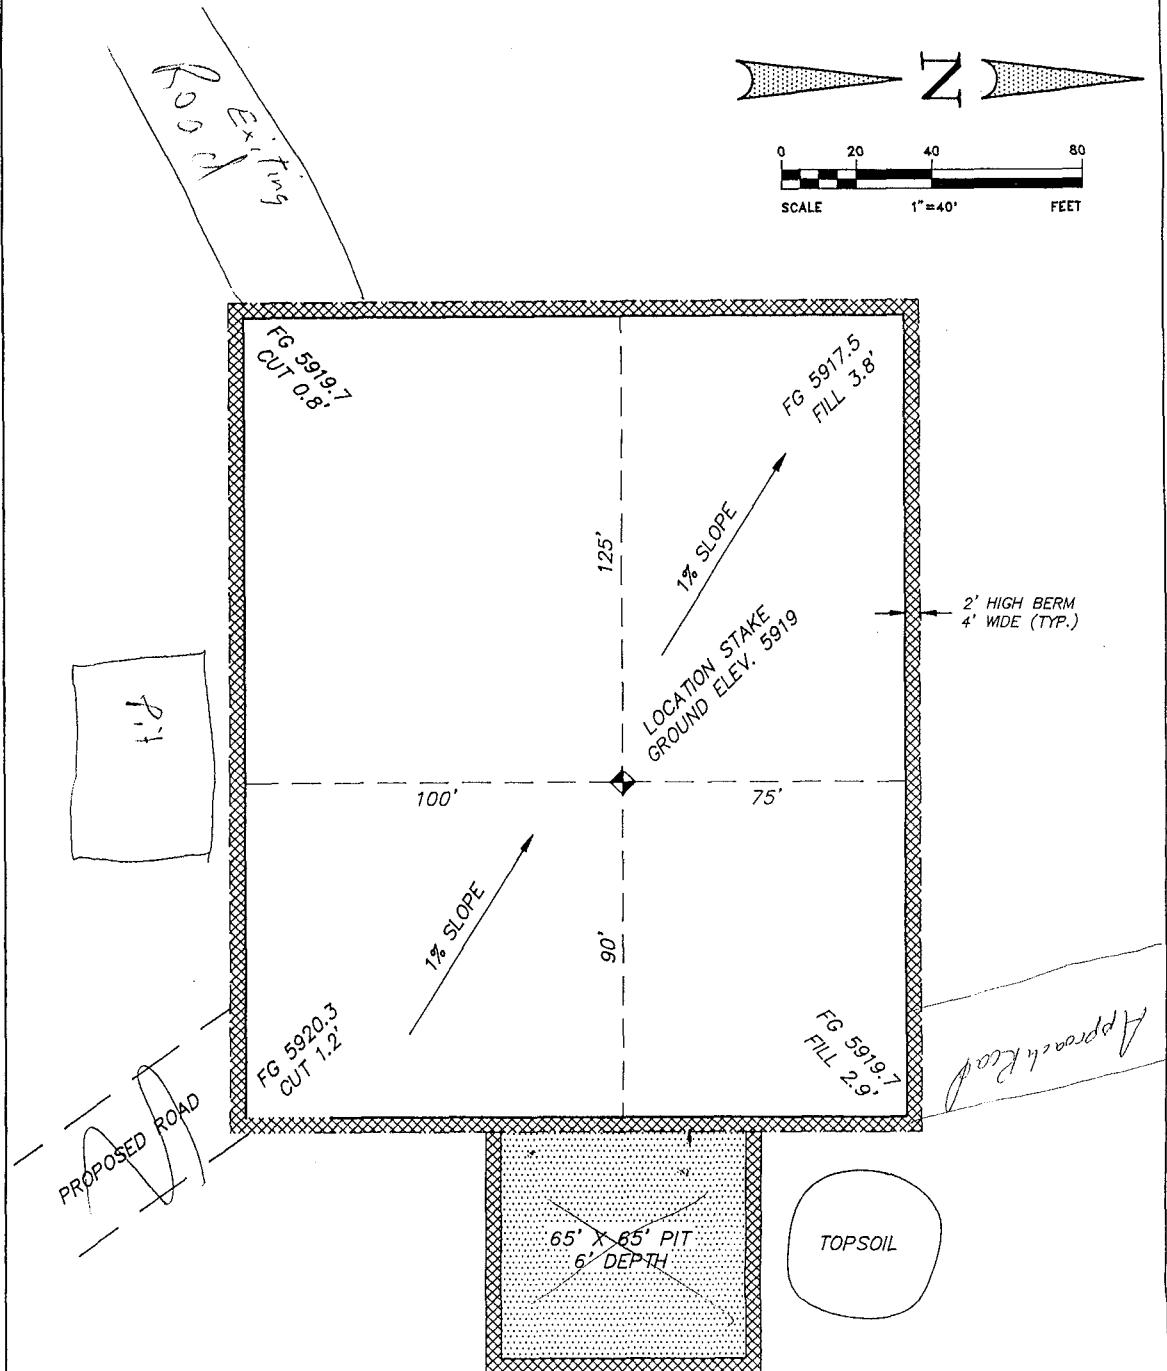 Existing
Road
N
0 20 40 80
SCALE 1"=40' FEET
FG 5919.7
CUT 0.8'
FG 5917.5
FILL 3.8'
125'
1% SLOPE
2' HIGH BERM
4' WIDE (TYP.)
LOCATION STAKE
GROUND ELEV. 5919
Pit
100'
75'
1% SLOPE
90'
FG 5920.3
CUT 1.2'
FG 5919.7
FILL 2.9'
Approach Road
PROPOSED ROAD
65' X 65' PIT
6' DEPTH
TOPSOIL